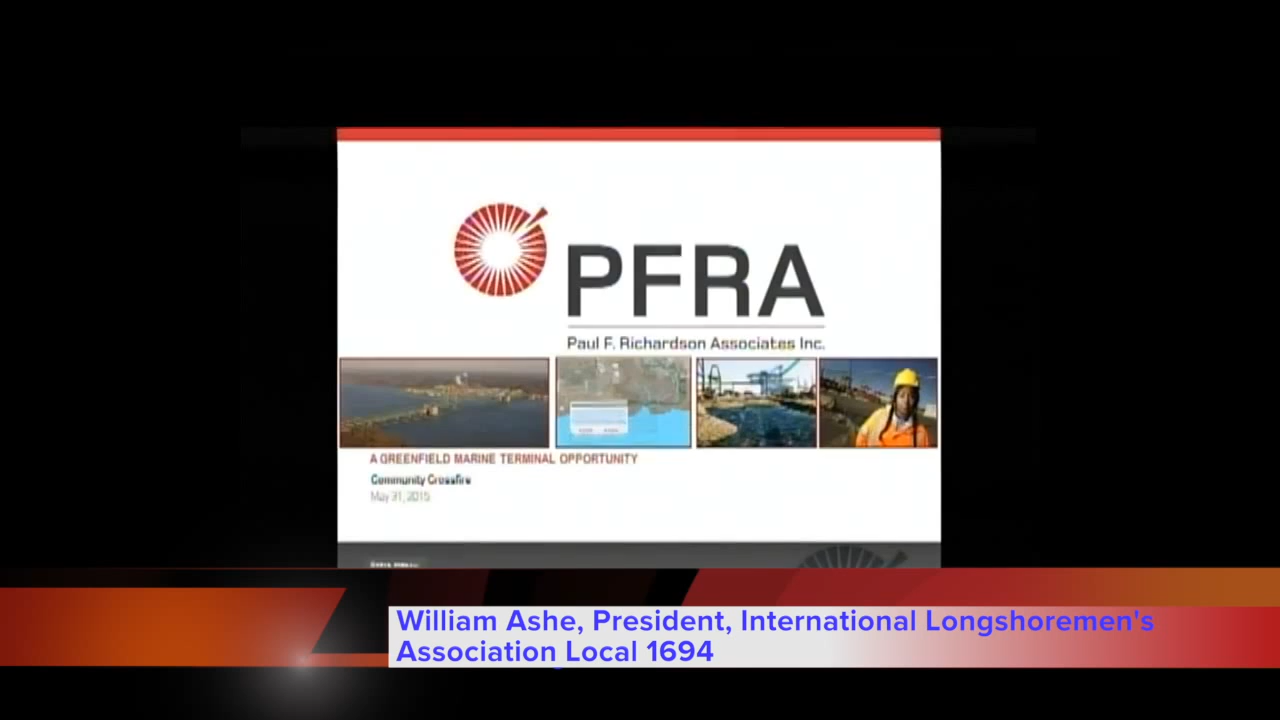 PFRA
Paul F. Richardson Associates Inc.
A GREENFIELD MARINE TERMINAL OPPORTUNITY
Community Crossfire
May 31, 2015
William Ashe, President, International Longshoremen's
Association Local 1694